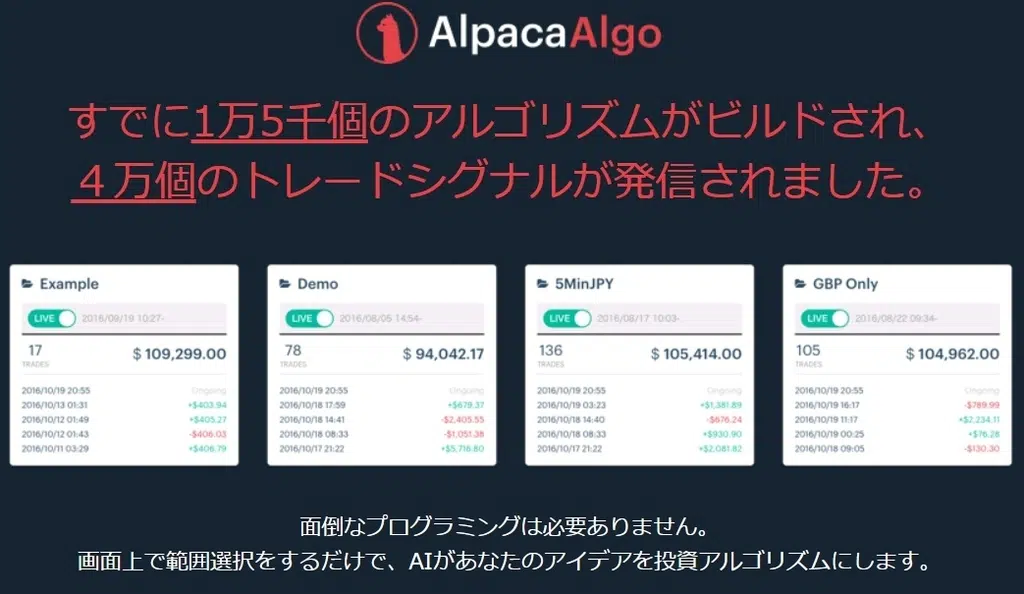 AlpacaAlgo
すでに1万5千個のアルゴリズムがビルドされ、
４万個のトレードシグナルが発信されました。
Example
LIVE 2016/09/19 10:27-
17 $ 109,299.00
TRADES
2016/10/19 20:55 Ongoing
2016/10/13 01:31 +$403.94
2016/10/12 01:49 +$405.27
2016/10/12 01:43 -$406.03
2016/10/11 03:29 +$406.79
Demo
LIVE 2016/08/05 14:54-
78 $ 94,042.17
TRADES
2016/10/19 20:55 Ongoing
2016/10/18 17:59 +$679.37
2016/10/18 14:41 -$2,405.55
2016/10/18 08:33 -$1,051.38
2016/10/17 21:22 +$5,716.80
5MinJPY
LIVE 2016/08/17 10:03-
136 $ 105,414.00
TRADES
2016/10/19 20:55 Ongoing
2016/10/19 03:23 +$1,381.89
2016/10/18 14:40 -$676.24
2016/10/18 08:33 +$930.90
2016/10/17 21:22 +$2,081.82
GBP Only
LIVE 2016/08/22 09:34-
105 $ 104,962.00
TRADES
2016/10/19 20:55 Ongoing
2016/10/19 16:17 -$789.99
2016/10/19 11:17 +$2,234.11
2016/10/19 00:25 +$76.28
2016/10/18 09:05 -$130.30
面倒なプログラミングは必要ありません。
画面上で範囲選択をするだけで、AIがあなたのアイデアを投資アルゴリズムにします。